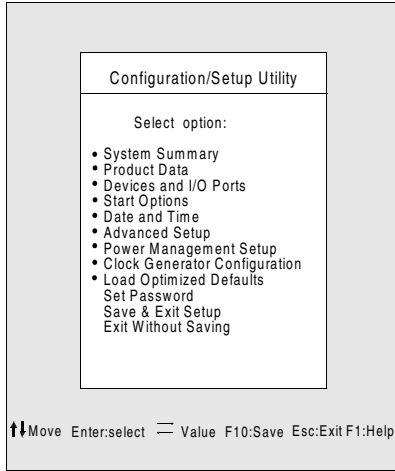 Configuration/Setup Utility
Select option:
• System Summary
• Product Data
• Devices and I/O Ports
• Start Options
• Date and Time
• Advanced Setup
• Power Management Setup
• Clock Generator Configuration
• Load Optimized Defaults
Set Password
Save & Exit Setup
Exit Without Saving
Move Enter:select Value F10:Save Esc:Exit F1:Help